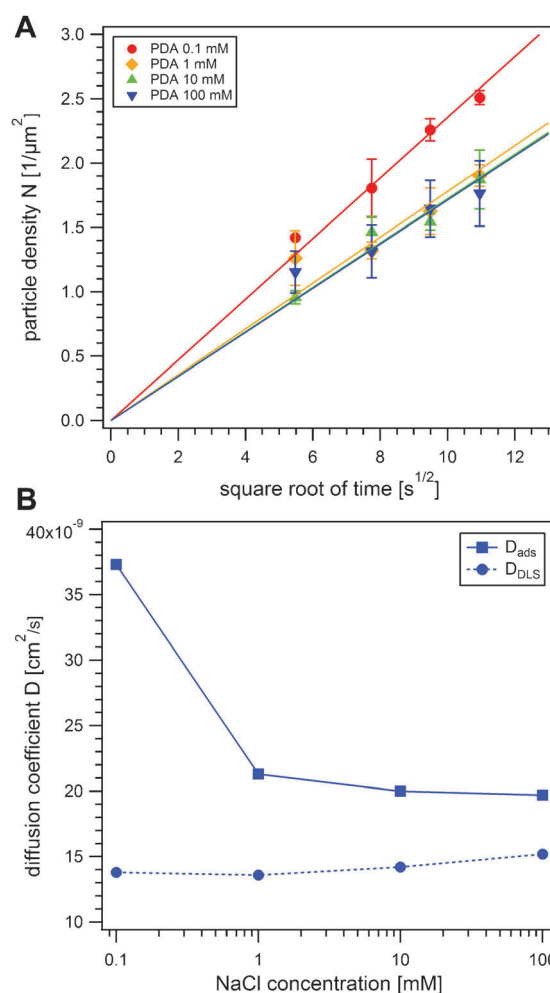 A
3.0
2.5
2.0
1.5
1.0
0.5
0.0
particle density N [1/µm²]
PDA 0.1 mM
PDA 1 mM
PDA 10 mM
PDA 100 mM
0 2 4 6 8 10 12
square root of time [s^1/2]
B
40x10^-9
35
30
25
20
15
10
diffusion coefficient D [cm²/s]
D_ads
D_DLS
0.1 1 10 100
NaCl concentration [mM]